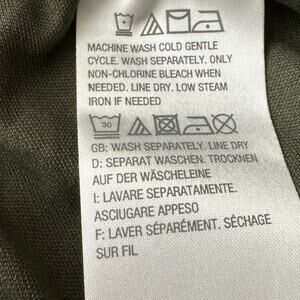 MACHINE WASH COLD GENTLE
CYCLE. WASH SEPARATELY. ONLY
NON-CHLORINE BLEACH WHEN
NEEDED. LINE DRY. LOW STEAM
IRON IF NEEDED
30
GB: WASH SEPARATELY. LINE DRY
D: SEPARAT WASCHEN. TROCKNEN
AUF DER WÄSCHELEINE
I: LAVARE SEPARATAMENTE.
ASCIUGARE APPESO
F: LAVER SÉPARÉMENT. SÉCHAGE
SUR FIL